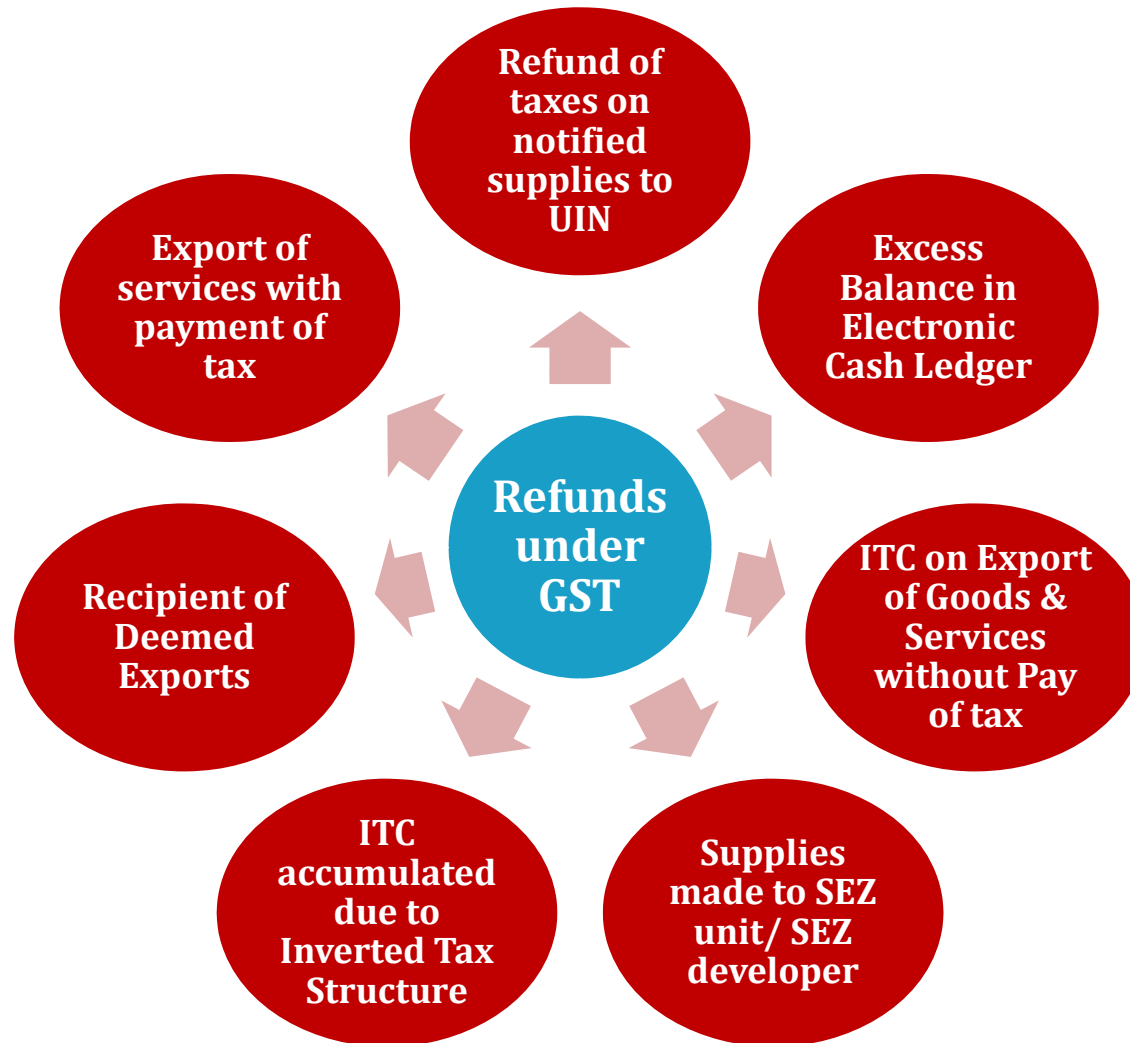 Refund of
taxes on
notified
supplies to
UIN
Excess
Balance in
Electronic
Cash Ledger
ITC on Export
of Goods &
Services
without Pay
of tax
Supplies
made to SEZ
unit/ SEZ
developer
ITC
accumulated
due to
Inverted Tax
Structure
Recipient of
Deemed
Exports
Export of
services with
payment of
tax
Refunds
under
GST